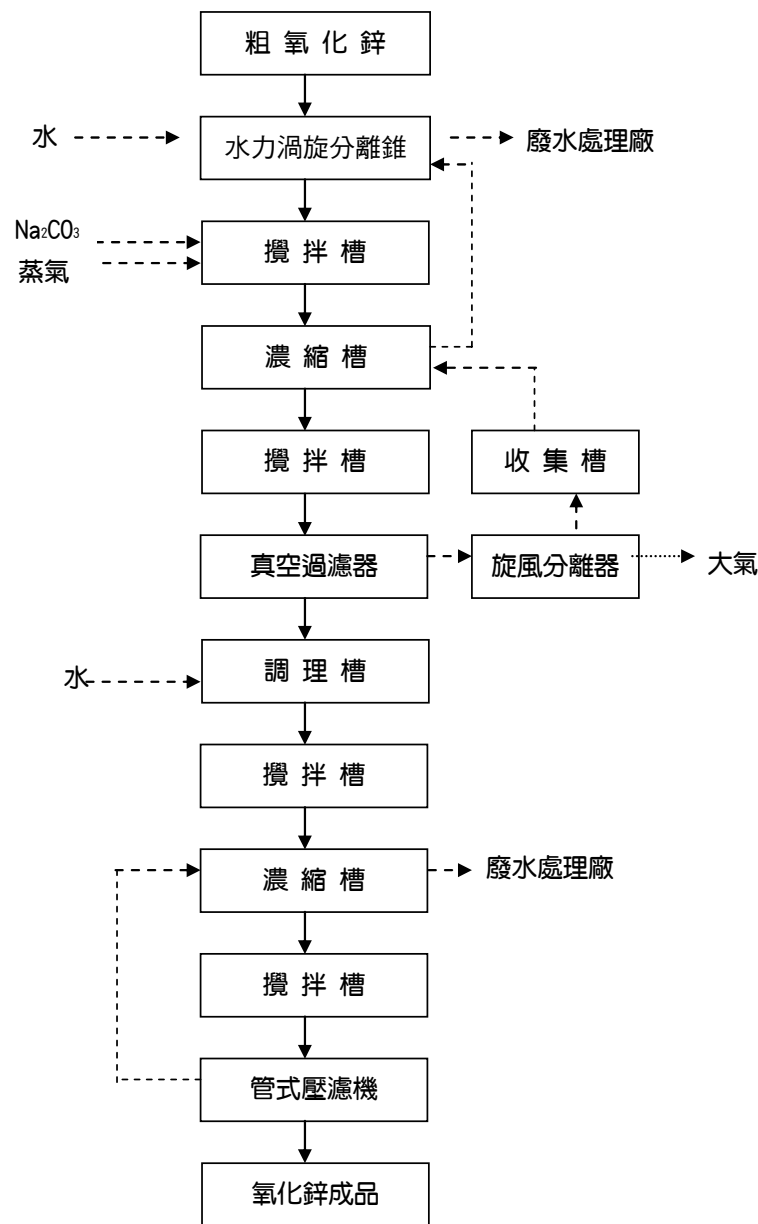 粗氧化鋅
水
水力渦旋分離錐
廢水處理廠
Na₂CO₃
蒸氣
攪拌槽
濃縮槽
攪拌槽
收集槽
真空過濾器
旋風分離器
大氣
水
調理槽
攪拌槽
濃縮槽
廢水處理廠
攪拌槽
管式壓濾機
氧化鋅成品